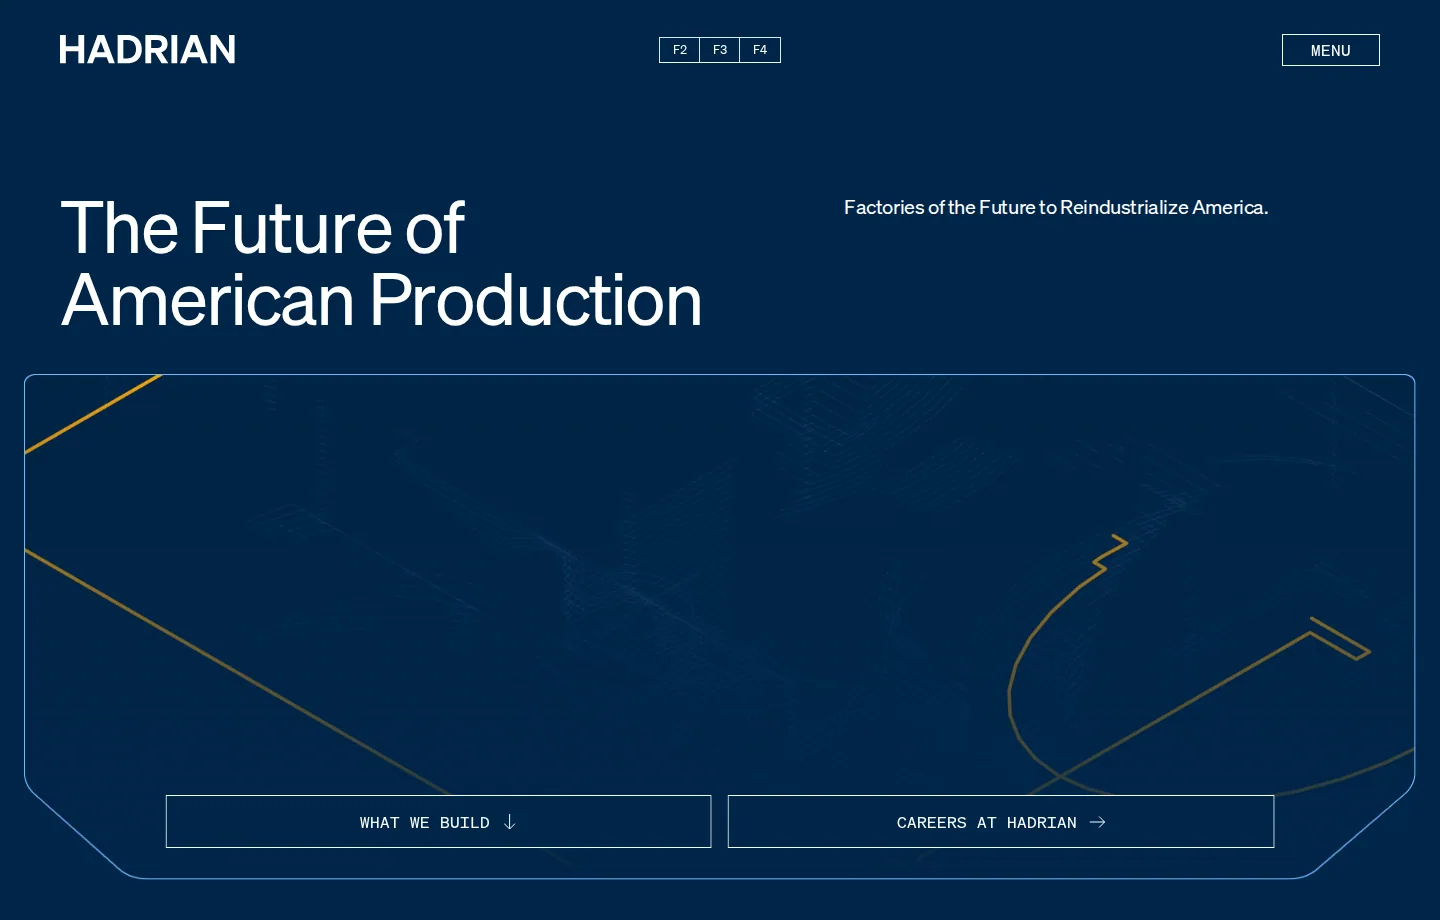 HADRIAN
F2 F3 F4
MENU
The Future of
American Production
Factories of the Future to Reindustrialize America.
WHAT WE BUILD ↓
CAREERS AT HADRIAN →